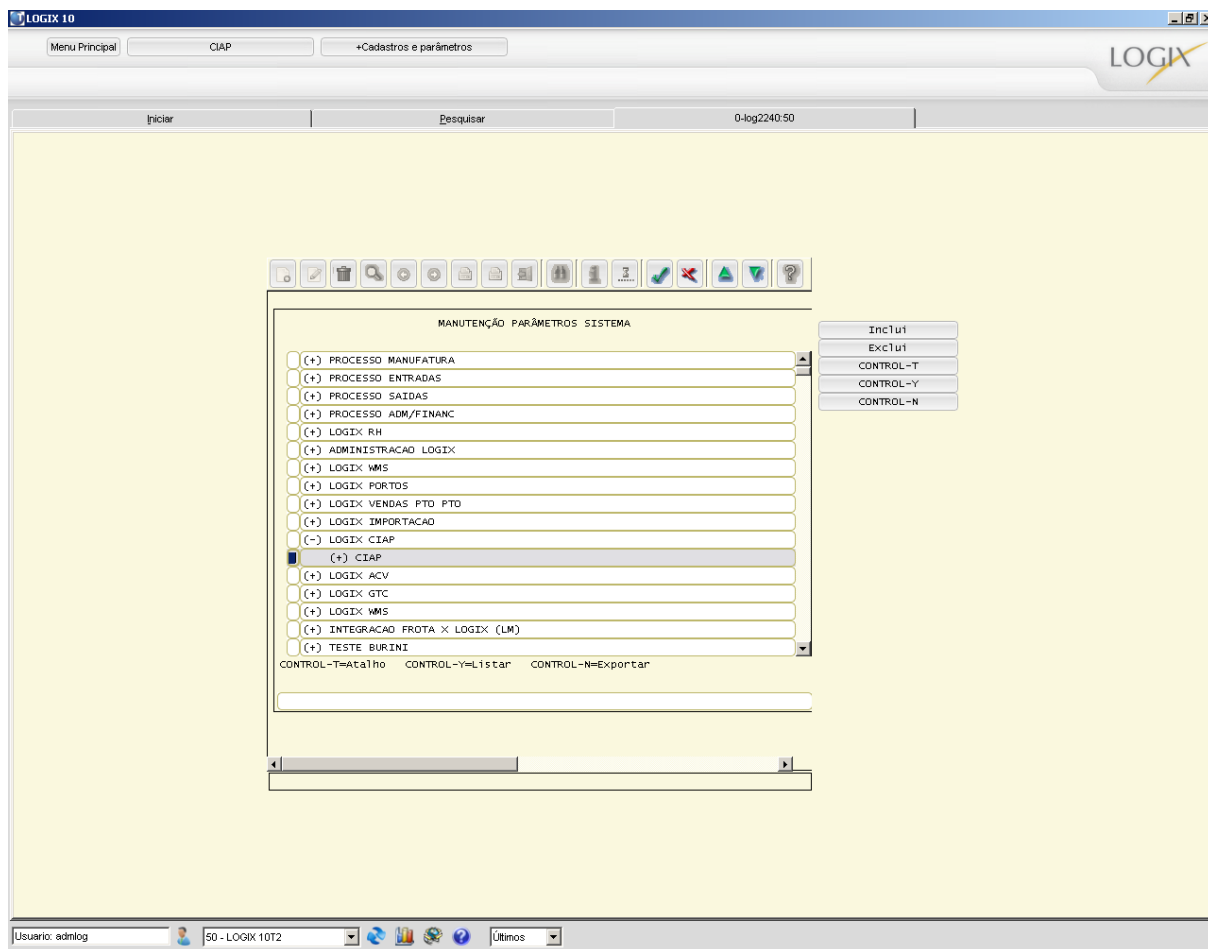 LOGIX 10
Menu Principal CIAP +Cadastros e parâmetros
LOGIX
Iniciar Pesquisar 0-log2240:50
MANUTENÇÃO PARÂMETROS SISTEMA
(+) PROCESSO MANUFATURA
(+) PROCESSO ENTRADAS
(+) PROCESSO SAIDAS
(+) PROCESSO ADM/FINANC
(+) LOGIX RH
(+) ADMINISTRACAO LOGIX
(+) LOGIX WMS
(+) LOGIX PORTOS
(+) LOGIX VENDAS PTO PTO
(+) LOGIX IMPORTACAO
(-) LOGIX CIAP
(+) CIAP
(+) LOGIX ACV
(+) LOGIX GTC
(+) LOGIX WMS
(+) INTEGRACAO FROTA X LOGIX (LM)
(+) TESTE BURINI
CONTROL-T=Atalho CONTROL-Y=Listar CONTROL-N=Exportar
Inclui
Exclui
CONTROL-T
CONTROL-Y
CONTROL-N
Usuario: admlog 50 - LOGIX 10T2 Últimos